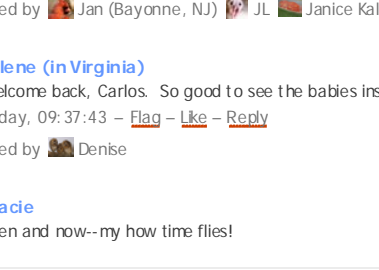 ed by Jan (Bayonne, NJ) JL Janice Kal
lene (in Virginia)
elcome back, Carlos. So good to see the babies ins
day, 09:37:43 – Flag – Like – Reply
ed by Denise
acie
en and now--my how time flies!